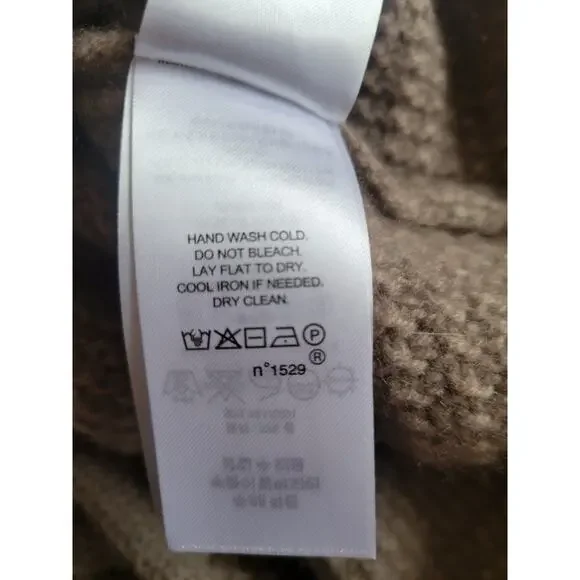 HAND WASH COLD.
DO NOT BLEACH.
LAY FLAT TO DRY.
COOL IRON IF NEEDED.
DRY CLEAN.
P
®
n°1529